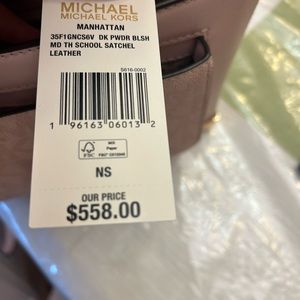 MICHAEL
MICHAEL KORS
MANHATTAN
35F1GNCS6V DK PWDR BLSH
MD TH SCHOOL SATCHEL
LEATHER
S616-0002
1 96163 06013 2
FSC
MIX
Paper
NS
OUR PRICE
$558.00